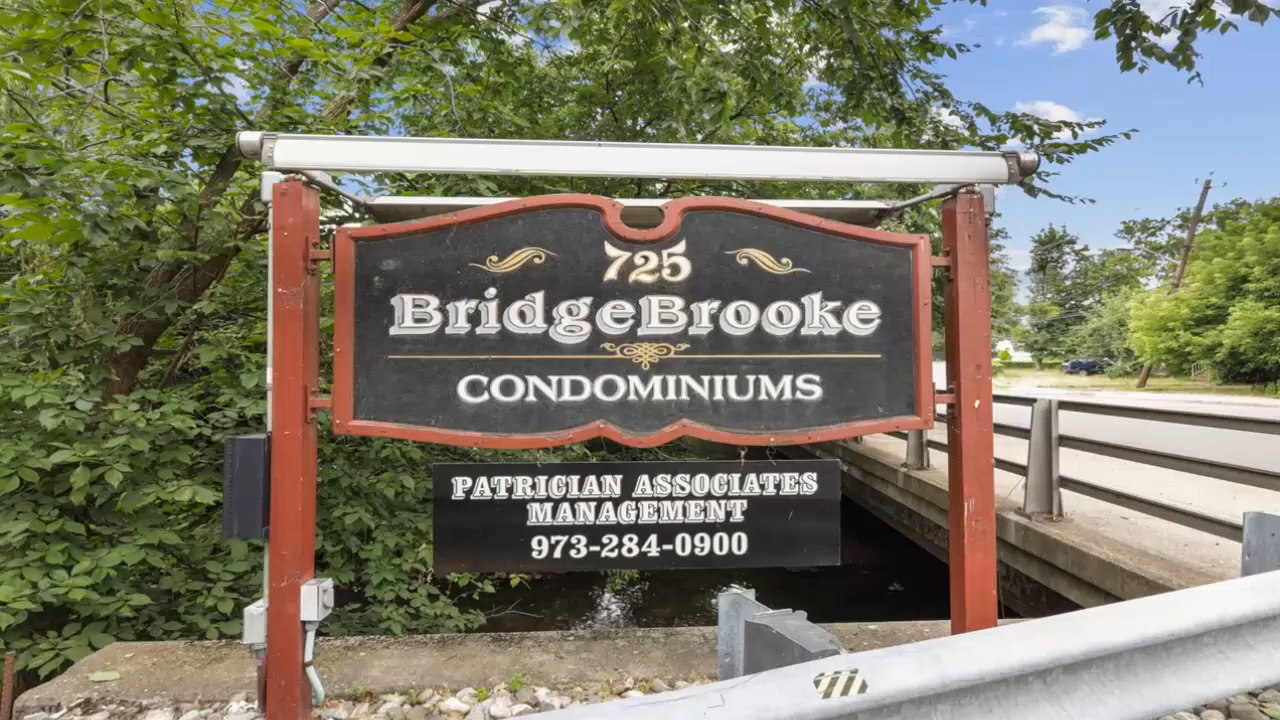 725
BridgeBrooke
CONDOMINIUMS
PATRICIAN ASSOCIATES
MANAGEMENT
973-284-0900